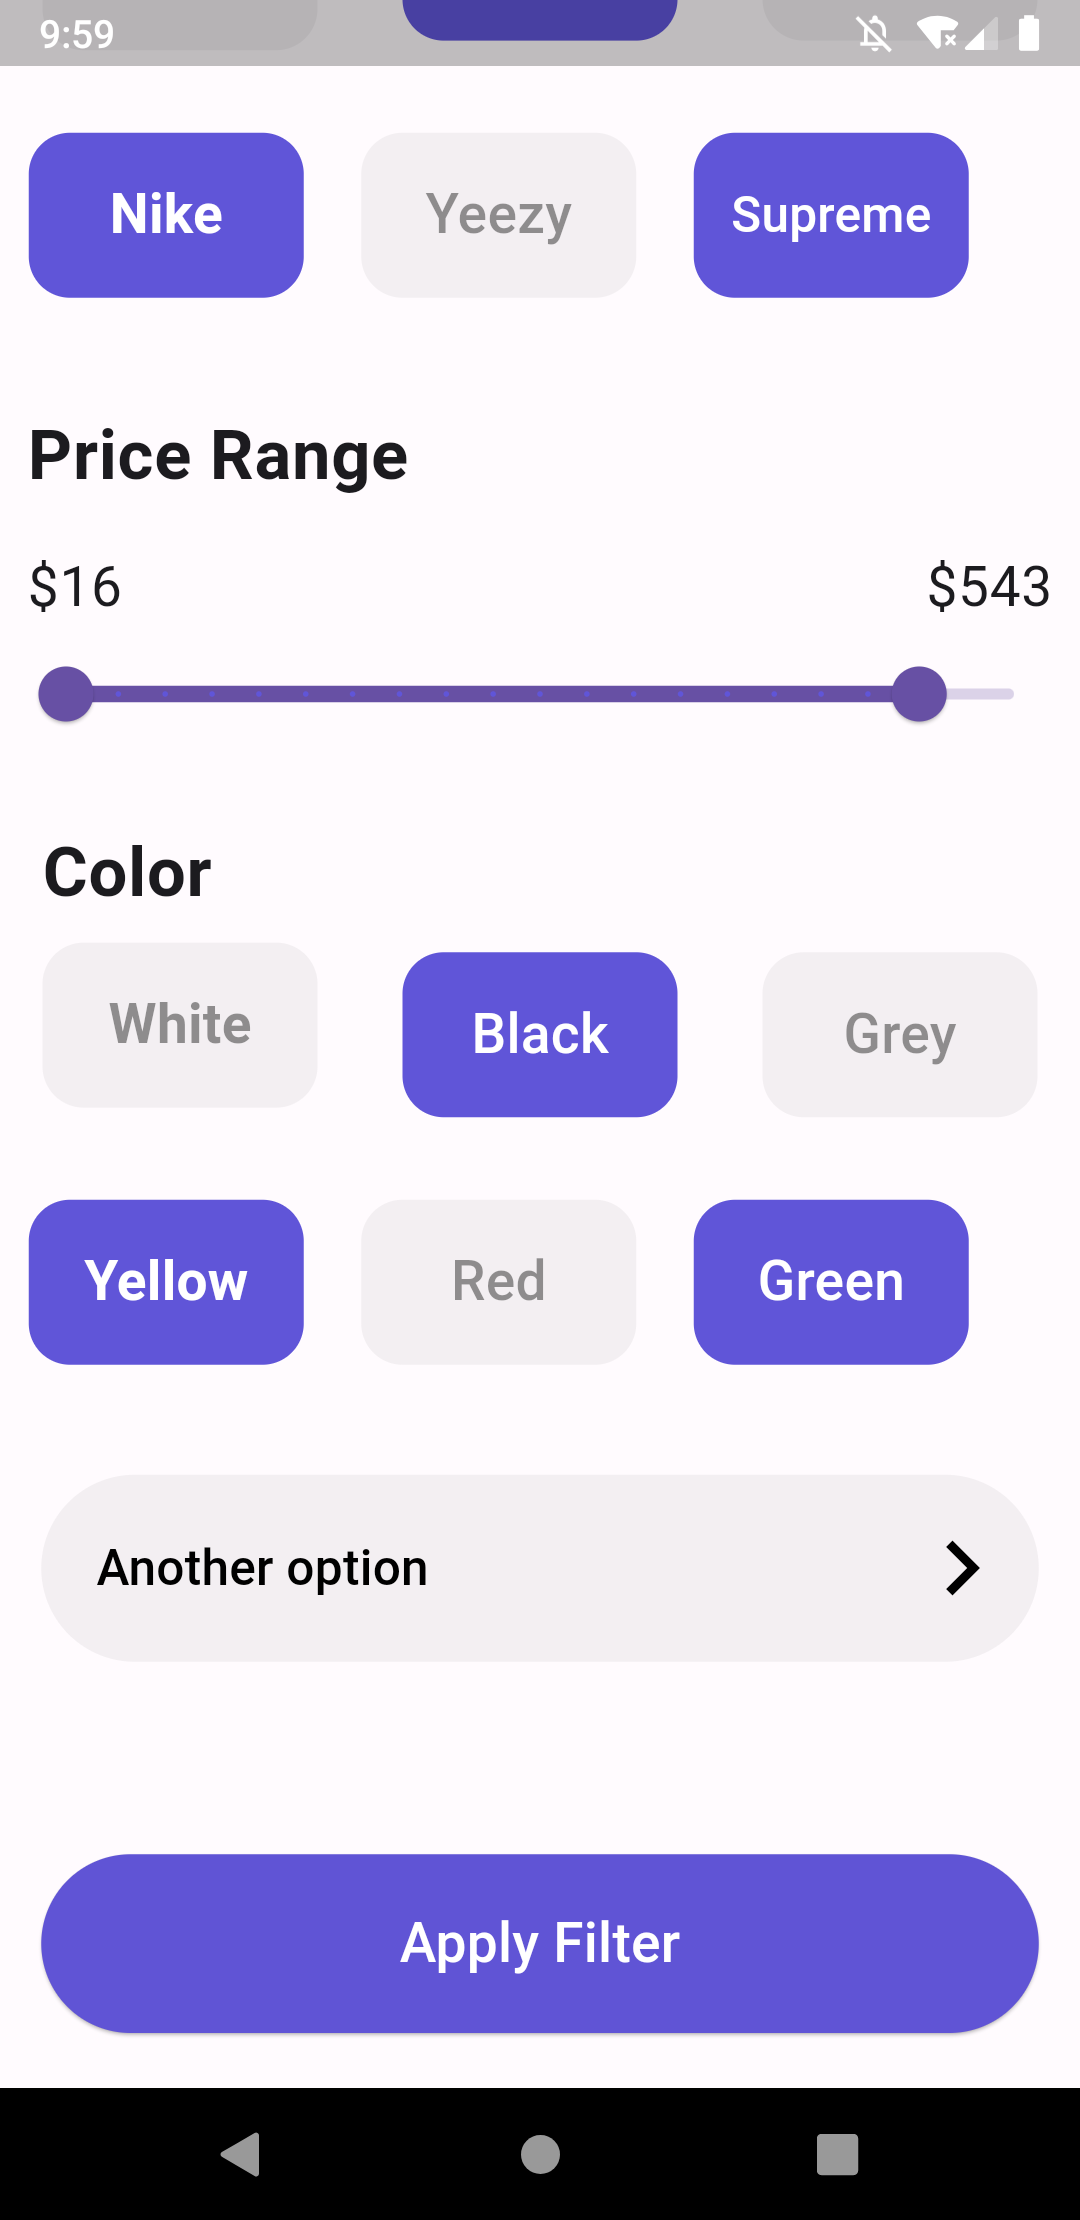 9:59
Nike Yeezy Supreme
Price Range
$16 $543
Color
White Black Grey
Yellow Red Green
Another option
Apply Filter